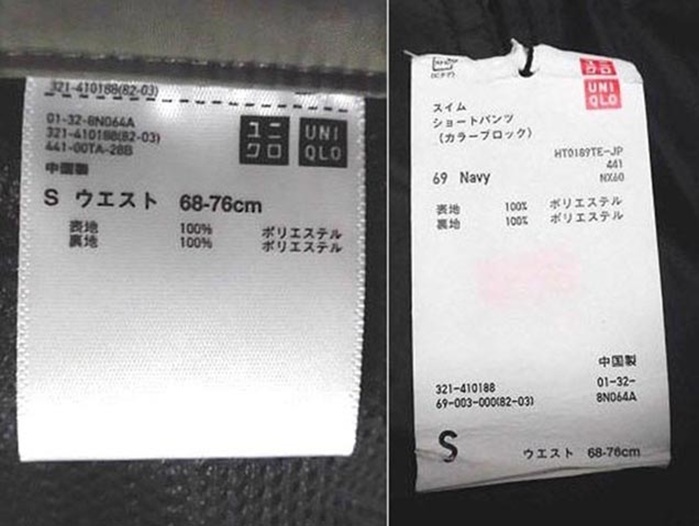 321-410188(82-03)
01-32-8N064A
321-410188(82-03)
441-00TA-28B
ユニクロ
UNIQLO
中国製
S ウエスト 68-76cm
表地 100% ポリエステル
裏地 100% ポリエステル
クロ
UNIQLO
スイム
ショートパンツ
(カラーブロック)
HT0189TE-JP
441
69 Navy NX60
表地 100% ポリエステル
裏地 100% ポリエステル
中国製
321-410188 01-32-
69-003-000(82-03) 8N064A
S ウエスト 68-76cm